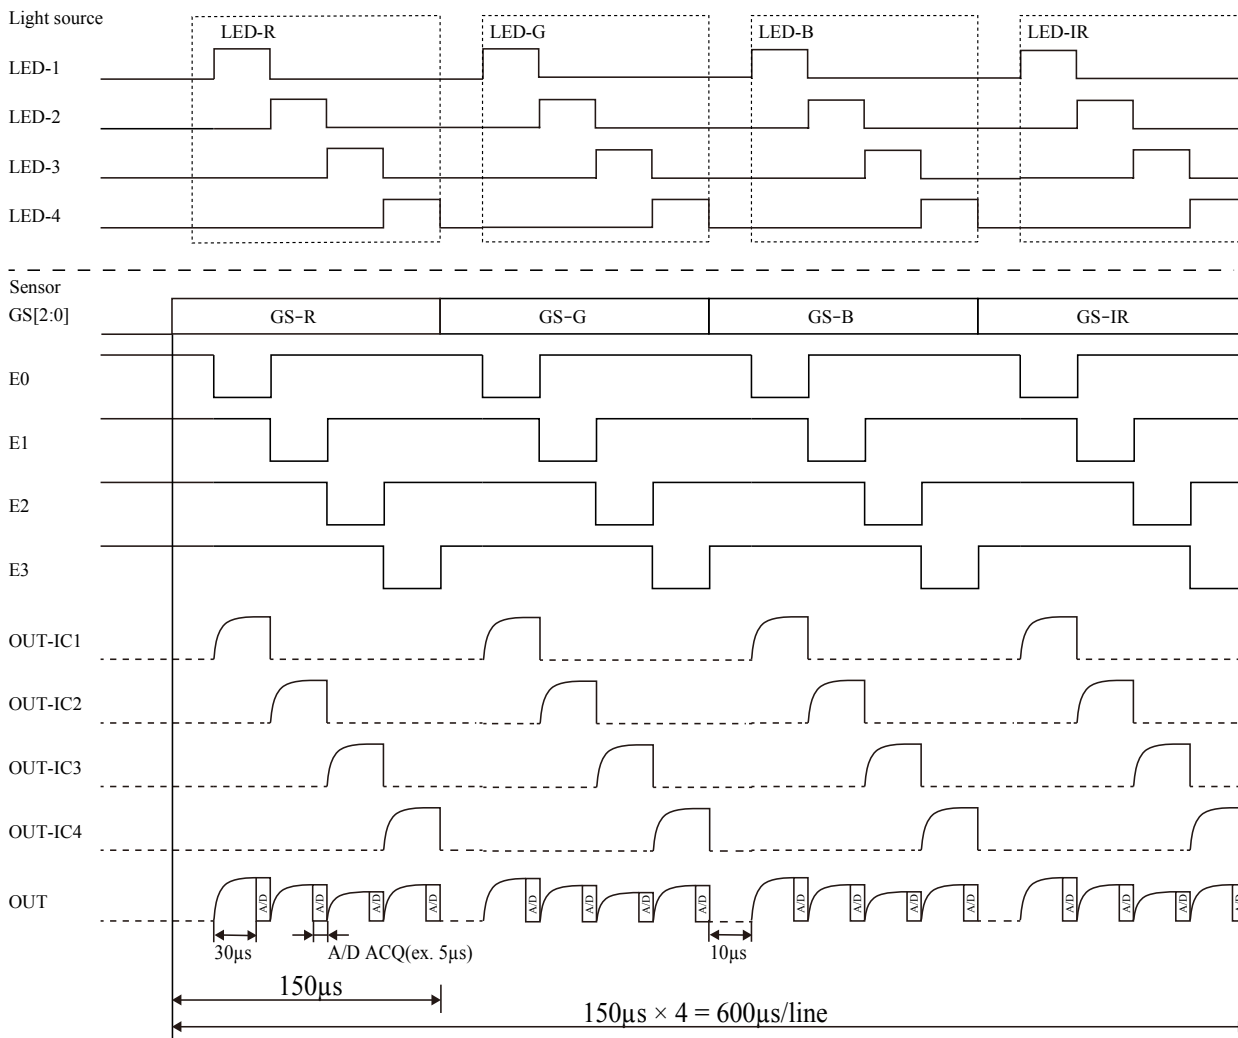 Light source
LED-R
LED-G
LED-B
LED-IR
LED-1
LED-2
LED-3
LED-4
Sensor
GS[2:0]
GS-R
GS-G
GS-B
GS-IR
E0
E1
E2
E3
OUT-IC1
OUT-IC2
OUT-IC3
OUT-IC4
OUT
A/D A/D A/D A/D A/D A/D A/D A/D A/D A/D A/D A/D A/D A/D A/D A/D
30µs
A/D ACQ(ex. 5µs)
10µs
150µs
150µs × 4 = 600µs/line